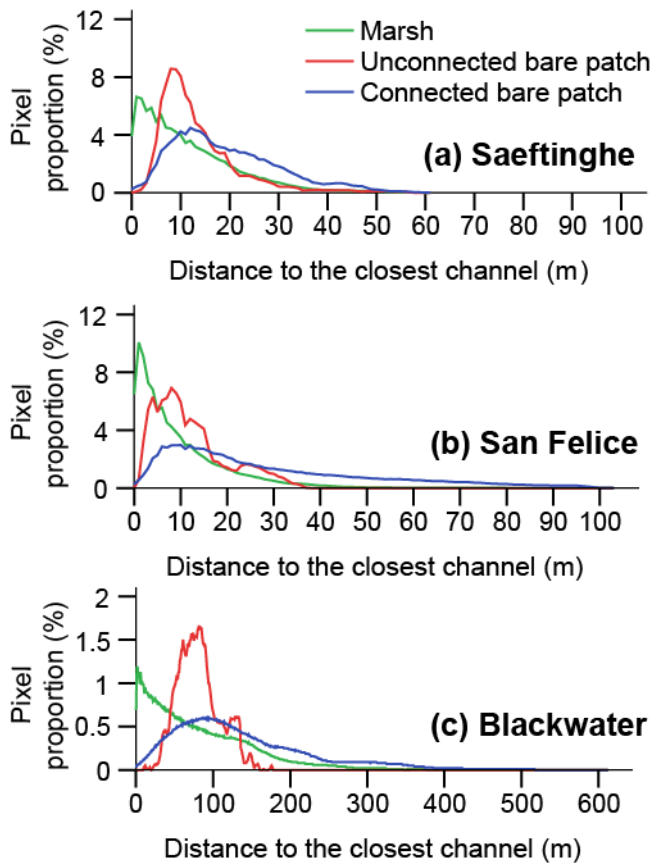 Pixel
proportion (%)
12
8
4
0
Marsh
Unconnected bare patch
Connected bare patch
(a) Saeftinghe
0 10 20 30 40 50 60 70 80 90 100
Distance to the closest channel (m)
Pixel
proportion (%)
12
8
4
0
(b) San Felice
0 10 20 30 40 50 60 70 80 90 100
Distance to the closest channel (m)
Pixel
proportion (%)
2
1.5
1
0.5
0
(c) Blackwater
0 100 200 300 400 500 600
Distance to the closest channel (m)